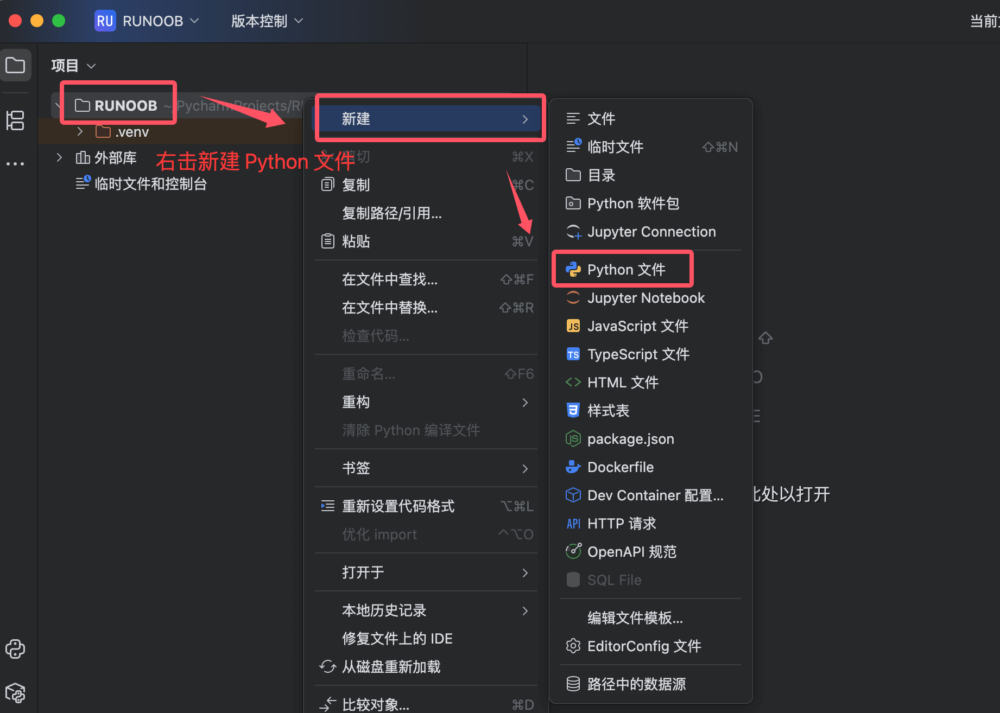 RU RUNOOB 版本控制
当前
项目
RUNOOB ~/PycharmProjects/RU
.venv
外部库
临时文件和控制台
右击新建 Python 文件
新建
剪切 ⌘X
复制 ⌘C
复制路径/引用...
粘贴 ⌘V
在文件中查找... ⇧⌘F
在文件中替换... ⇧⌘R
检查代码...
重命名... ⇧F6
重构
清除 Python 编译文件
书签
重新设置代码格式 ⌥⌘L
优化 import ^⌥O
打开于
本地历史记录
修复文件上的 IDE
从磁盘重新加载
比较对象... ⌘D
文件
临时文件 ⇧⌘N
目录
Python 软件包
Jupyter Connection
Python 文件
Jupyter Notebook
JS JavaScript 文件
TS TypeScript 文件
HTML 文件
样式表
package.json
Dockerfile
Dev Container 配置...
API HTTP 请求
OpenAPI 规范
SQL File
编辑文件模板...
EditorConfig 文件
路径中的数据源
⇧
处以打开